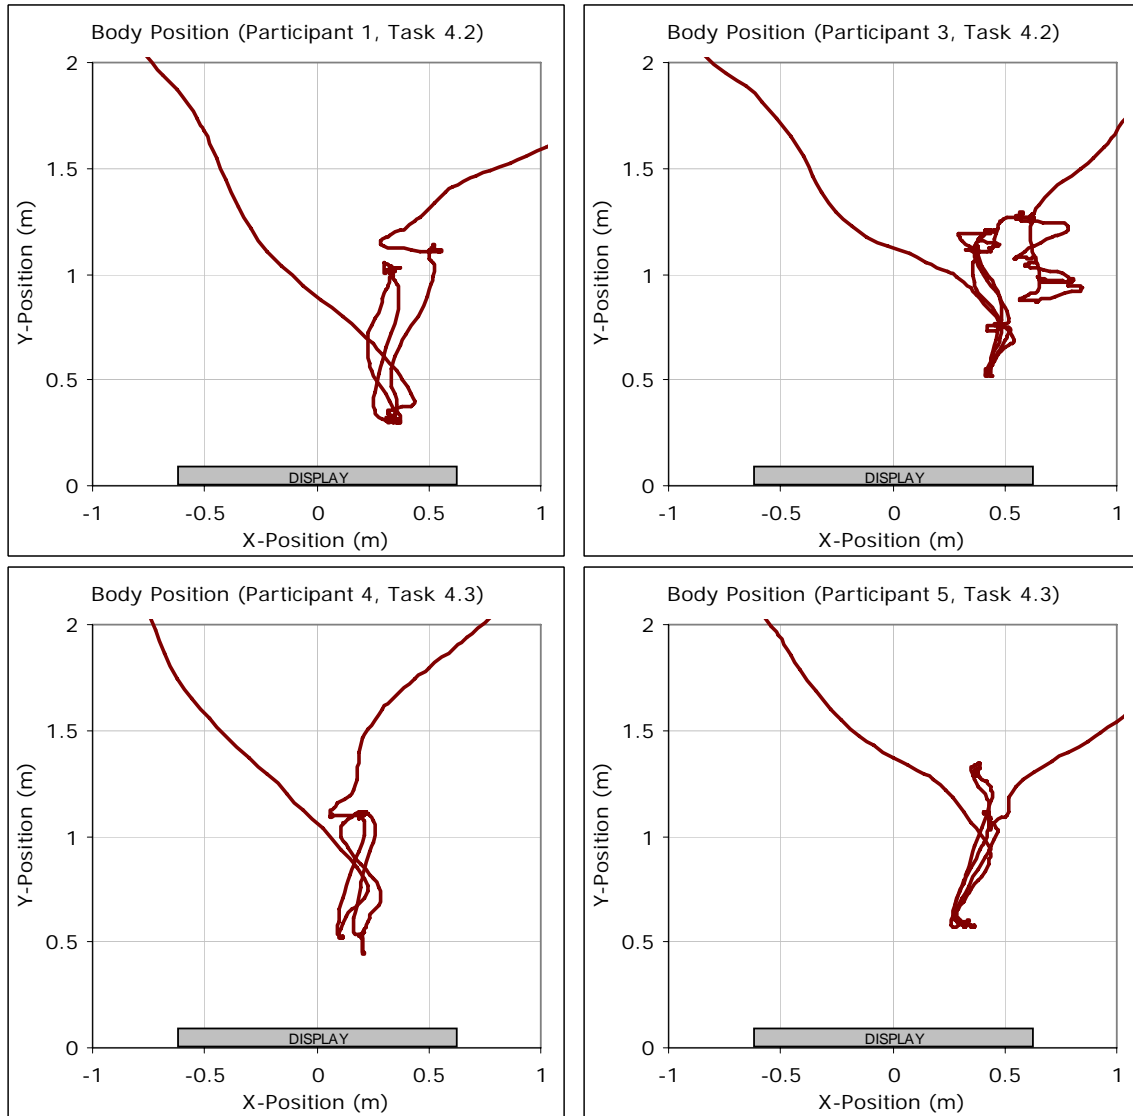 Body Position (Participant 1, Task 4.2)
Y-Position (m)
2
1.5
1
0.5
0
DISPLAY
-1 -0.5 0 0.5 1
X-Position (m)
Body Position (Participant 3, Task 4.2)
Y-Position (m)
2
1.5
1
0.5
0
DISPLAY
-1 -0.5 0 0.5 1
X-Position (m)
Body Position (Participant 4, Task 4.3)
Y-Position (m)
2
1.5
1
0.5
0
DISPLAY
-1 -0.5 0 0.5 1
X-Position (m)
Body Position (Participant 5, Task 4.3)
Y-Position (m)
2
1.5
1
0.5
0
DISPLAY
-1 -0.5 0 0.5 1
X-Position (m)